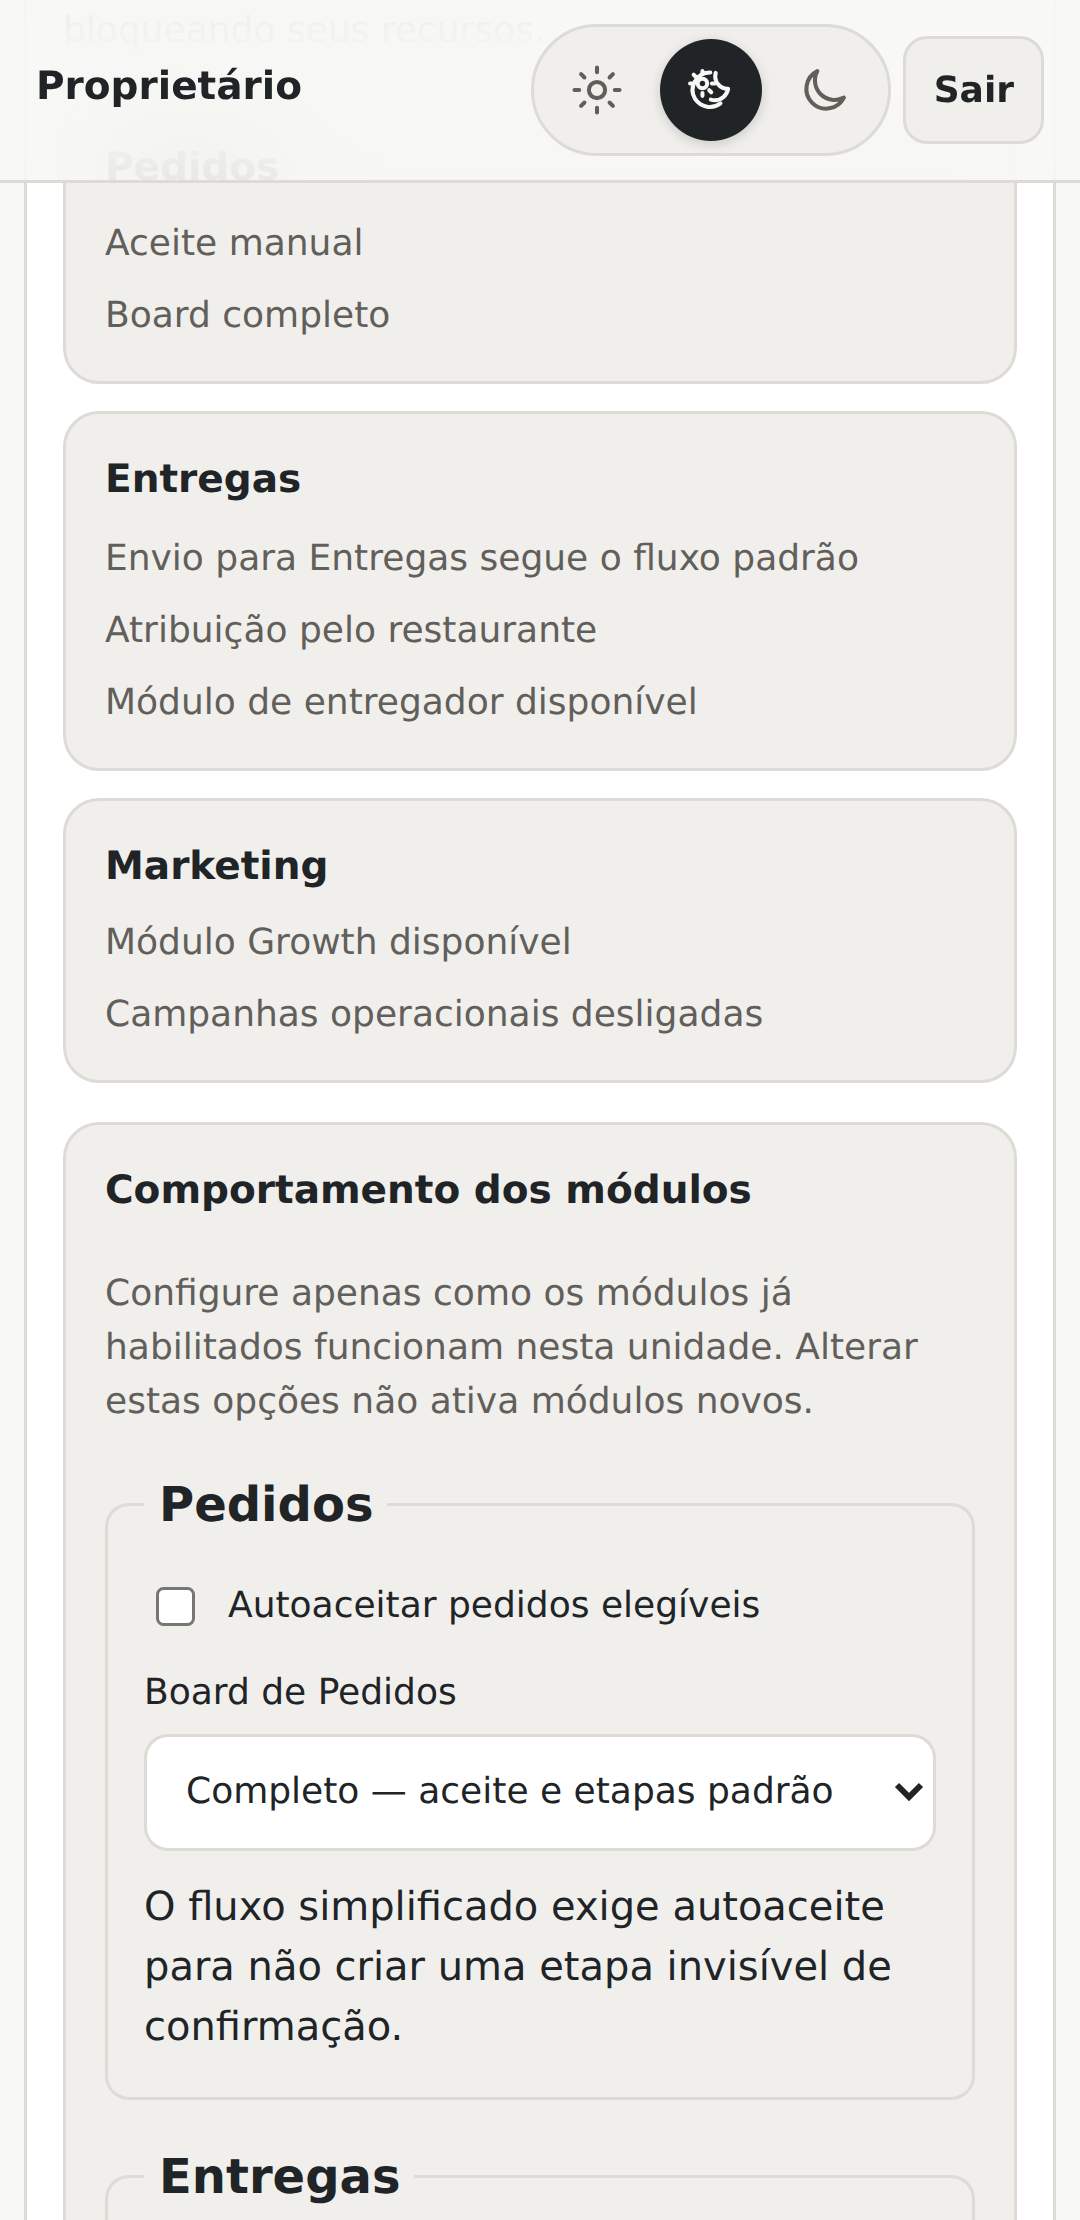 bloqueando seus recursos.
Proprietário
Sair
Pedidos
Aceite manual
Board completo
Entregas
Envio para Entregas segue o fluxo padrão
Atribuição pelo restaurante
Módulo de entregador disponível
Marketing
Módulo Growth disponível
Campanhas operacionais desligadas
Comportamento dos módulos
Configure apenas como os módulos já
habilitados funcionam nesta unidade. Alterar
estas opções não ativa módulos novos.
Pedidos
Autoaceitar pedidos elegíveis
Board de Pedidos
Completo — aceite e etapas padrão
O fluxo simplificado exige autoaceite
para não criar uma etapa invisível de
confirmação.
Entregas